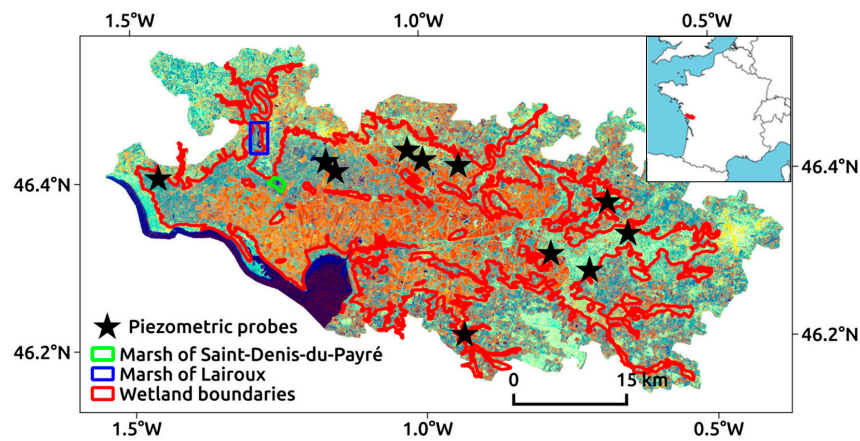 1.5°W 1.0°W 0.5°W
46.4°N 46.4°N
46.2°N 46.2°N
Piezometric probes
Marsh of Saint-Denis-du-Payré
Marsh of Lairoux
Wetland boundaries
0 15 km
1.5°W 1.0°W 0.5°W